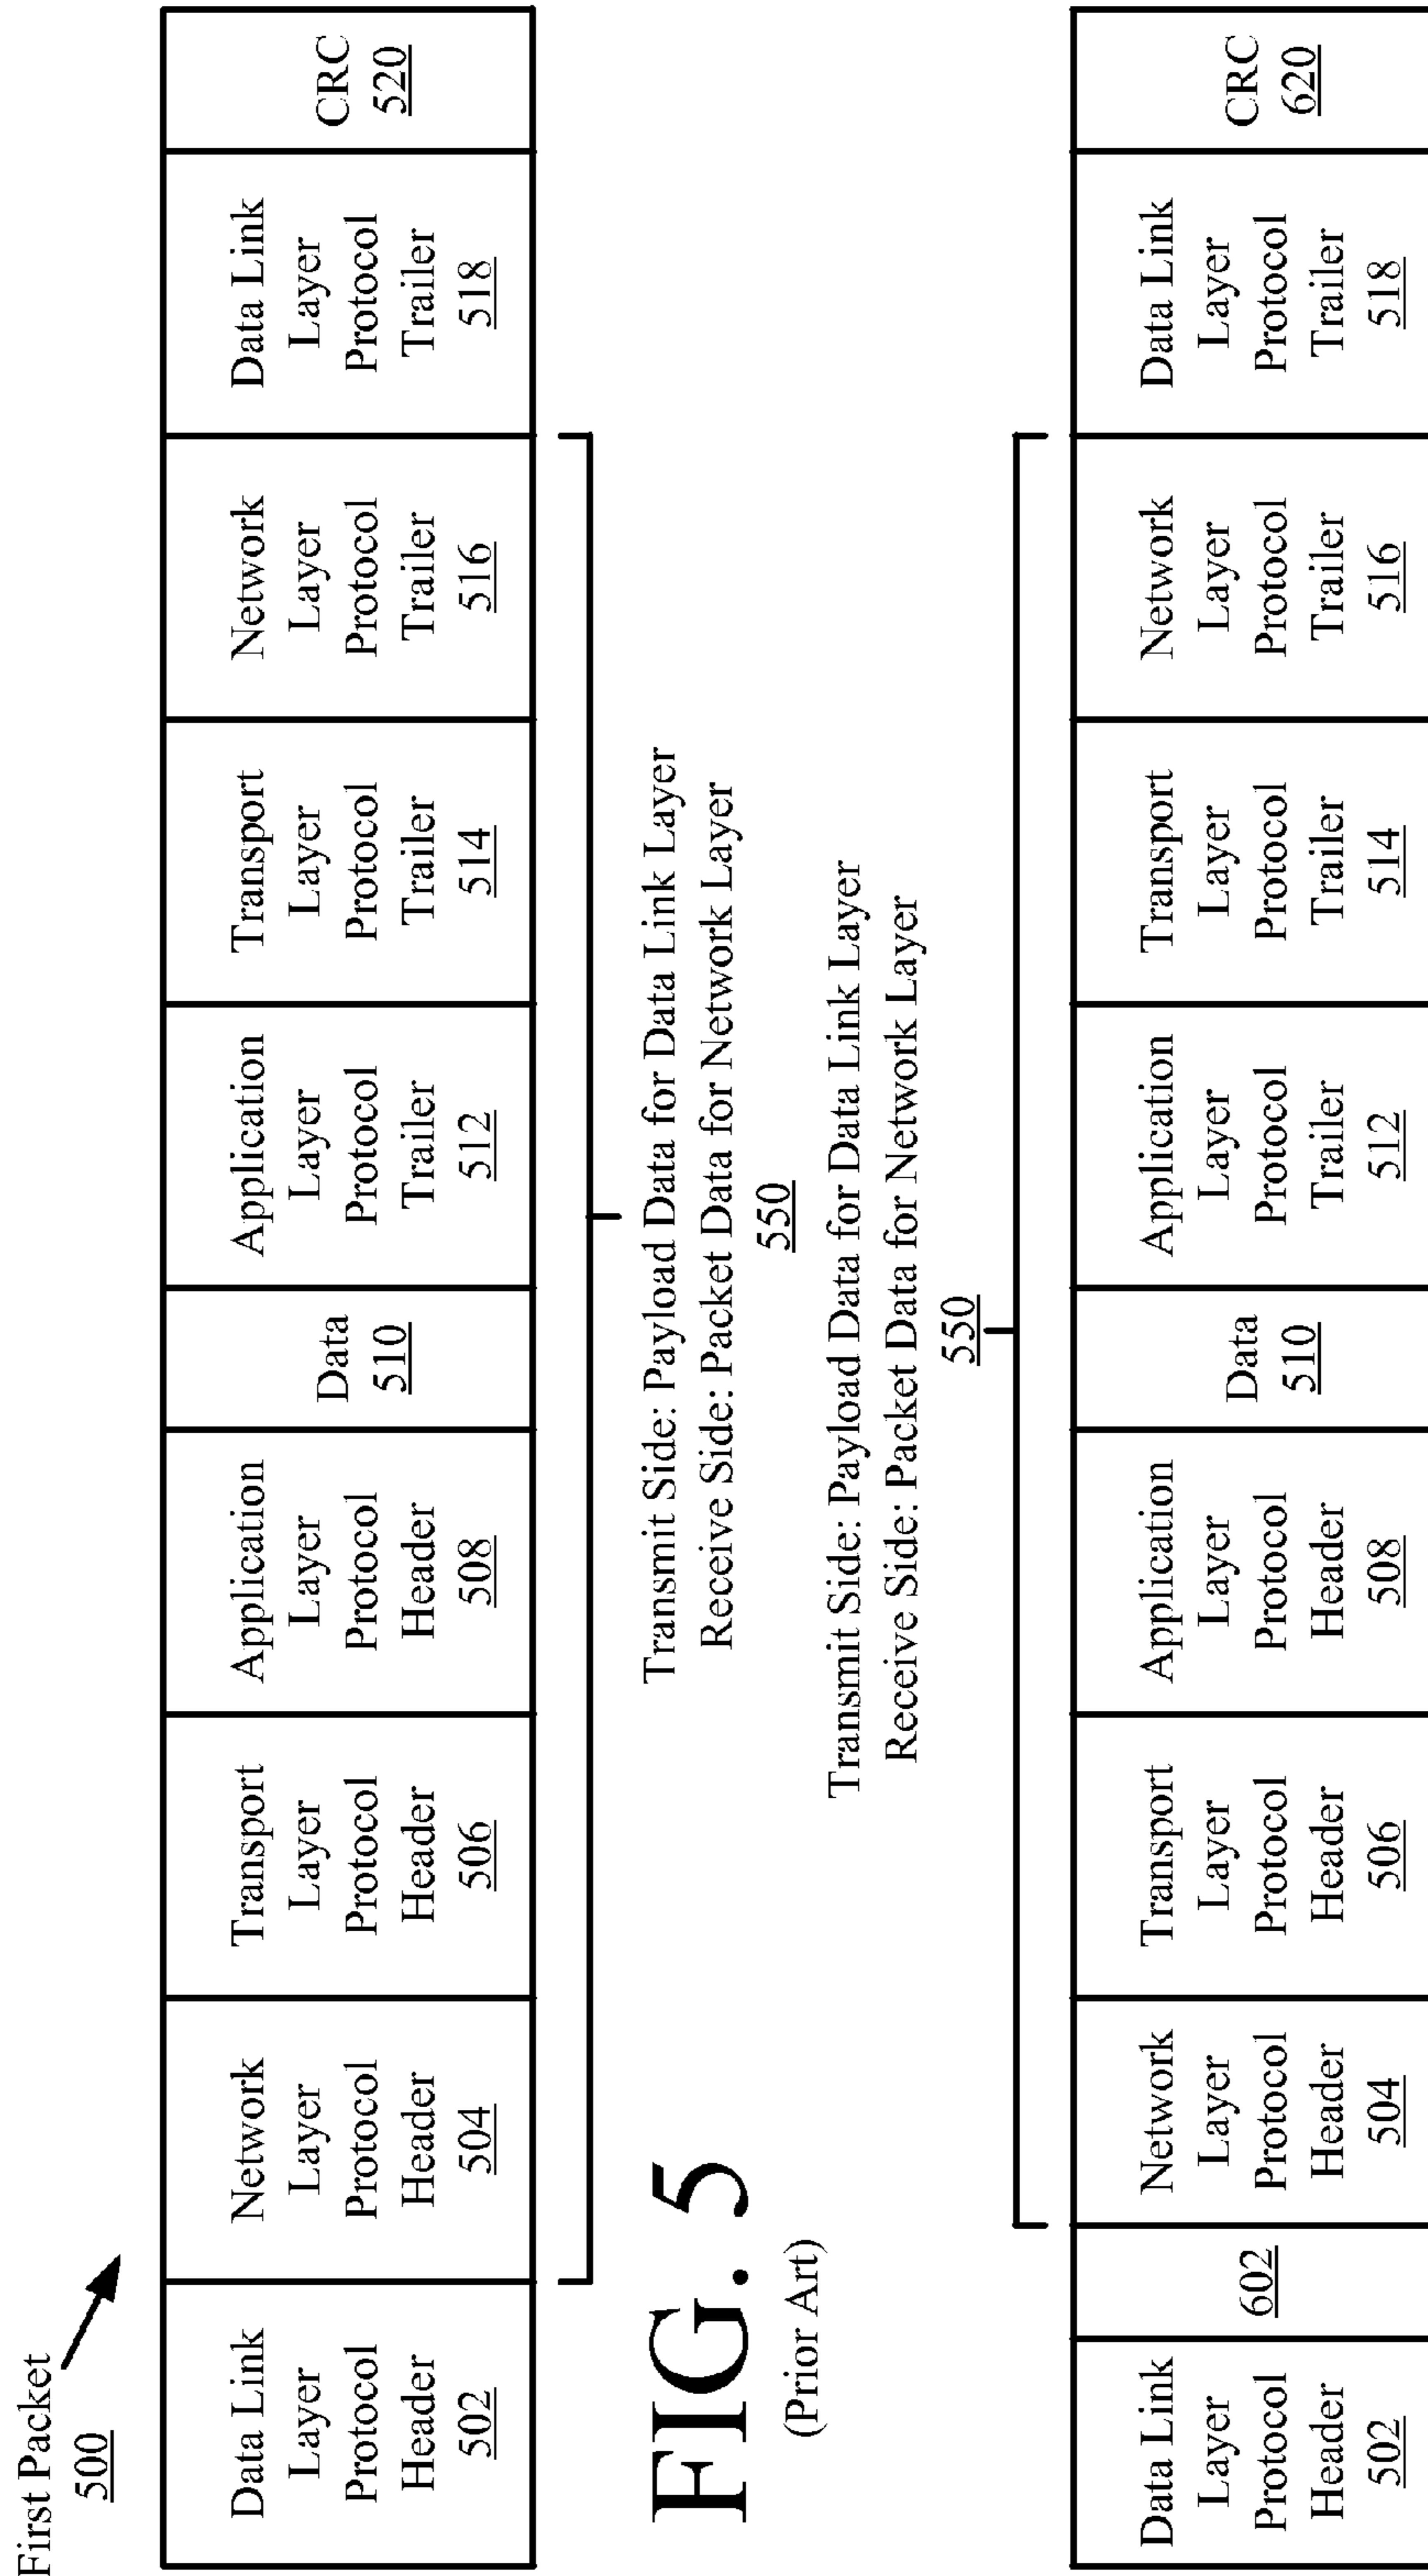 First Packet
500
Data Link
Layer
Protocol
Header
502
Network
Layer
Protocol
Header
504
Transport
Layer
Protocol
Header
506
Application
Layer
Protocol
Header
508
Data
510
Application
Layer
Protocol
Trailer
512
Transport
Layer
Protocol
Trailer
514
Network
Layer
Protocol
Trailer
516
Data Link
Layer
Protocol
Trailer
518
CRC
520
Transmit Side: Payload Data for Data Link Layer
Receive Side: Packet Data for Network Layer
550
FIG. 5
(Prior Art)
Transmit Side: Payload Data for Data Link Layer
Receive Side: Packet Data for Network Layer
550
Data Link
Layer
Protocol
Header
502
602
Network
Layer
Protocol
Header
504
Transport
Layer
Protocol
Header
506
Application
Layer
Protocol
Header
508
Data
510
Application
Layer
Protocol
Trailer
512
Transport
Layer
Protocol
Trailer
514
Network
Layer
Protocol
Trailer
516
Data Link
Layer
Protocol
Trailer
518
CRC
620